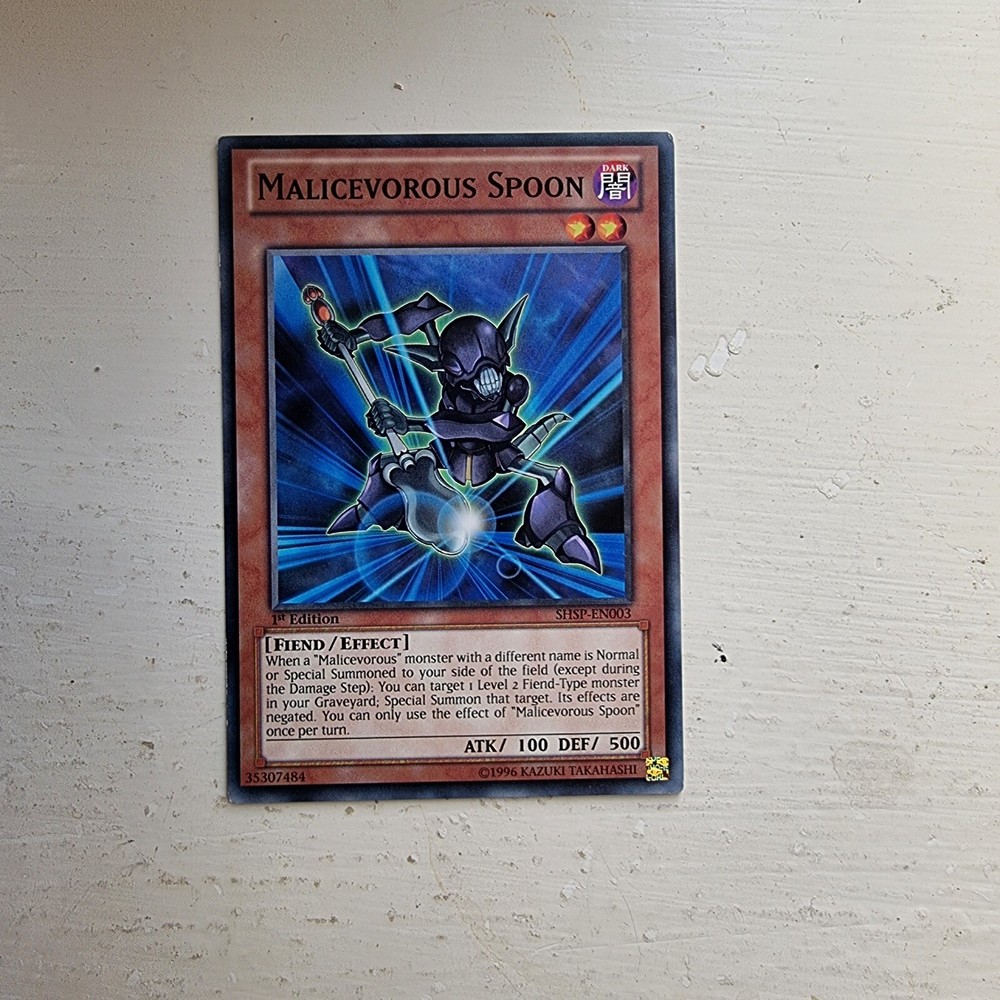 MALICEVOROUS SPOON
DARK
闇
1st Edition
SHSP-EN003
[FIEND / EFFECT]
When a "Malicevorous" monster with a different name is Normal
or Special Summoned to your side of the field (except during
the Damage Step): You can target 1 Level 2 Fiend-Type monster
in your Graveyard; Special Summon that target. Its effects are
negated. You can only use the effect of "Malicevorous Spoon"
once per turn.
ATK/ 100 DEF/ 500
35307484
©1996 KAZUKI TAKAHASHI